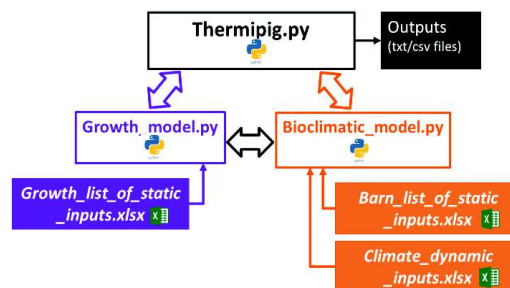 Thermipig.py
Outputs
(txt/csv files)
Growth_model.py
Bioclimatic_model.py
Growth_list_of_static
_inputs.xlsx
Barn_list_of_static
_inputs.xlsx
Climate_dynamic
_inputs.xlsx